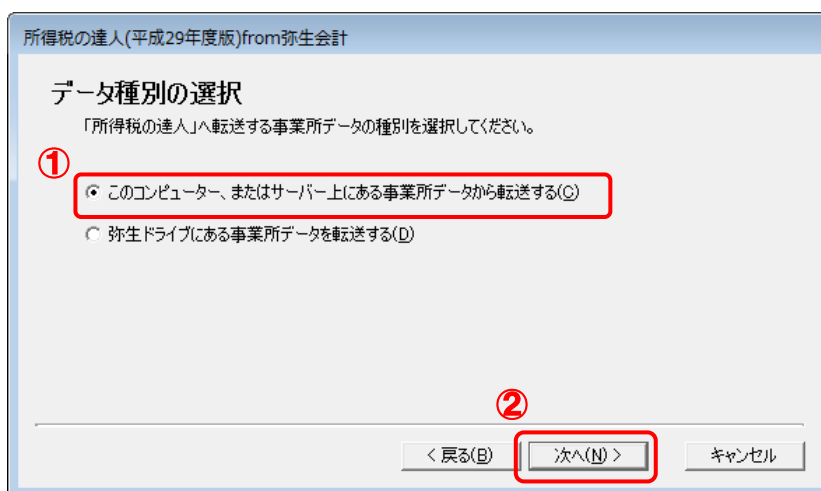 所得税の達人(平成29年度版)from弥生会計
データ種別の選択
「所得税の達人」へ転送する事業所データの種別を選択してください。
①
このコンピューター、またはサーバー上にある事業所データから転送する(C)
弥生ドライブにある事業所データを転送する(D)
②
< 戻る(B) 次へ(N) > キャンセル